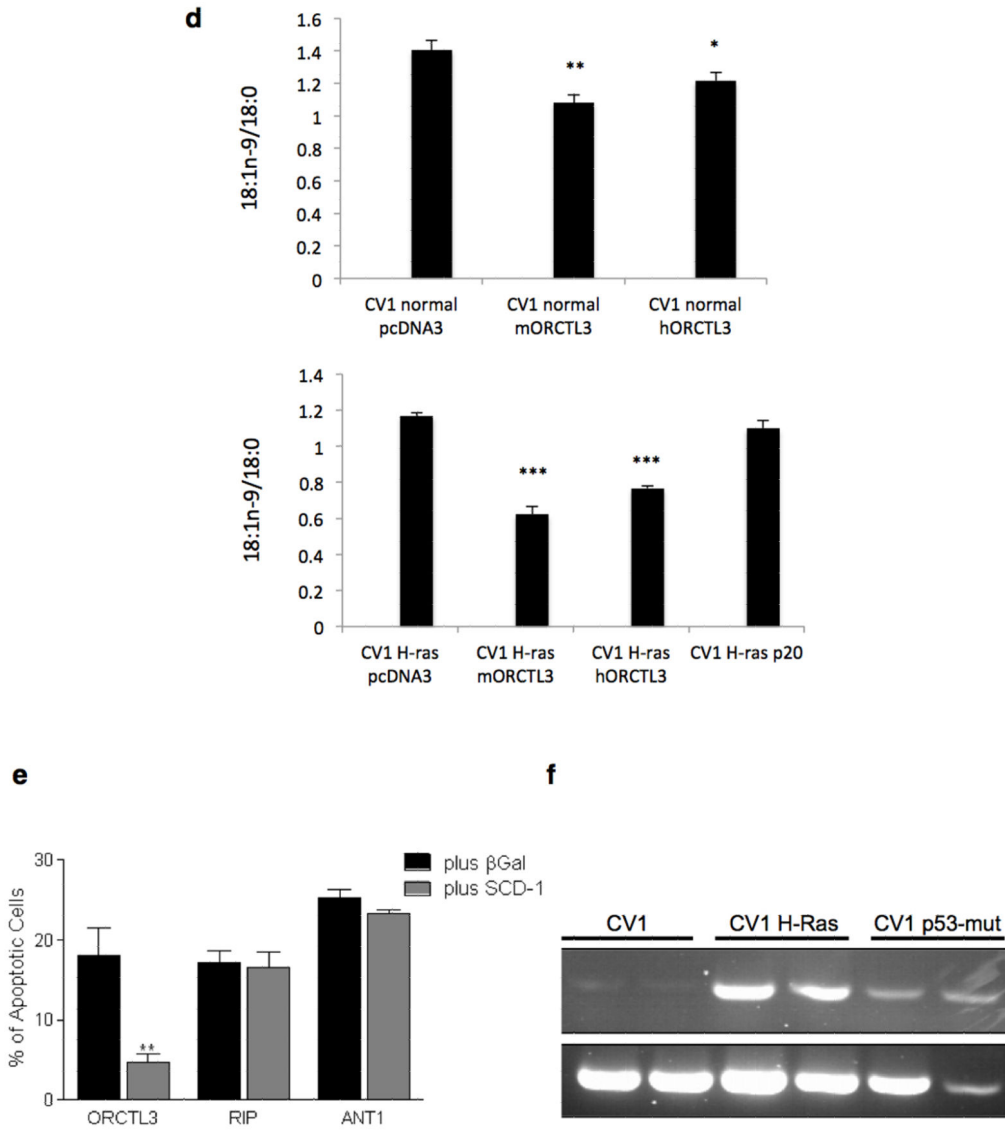 d
18:1n-9/18:0
1.6
1.4
1.2
1
0.8
0.6
0.4
0.2
0
**
*
CV1 normal
pcDNA3
CV1 normal
mORCTL3
CV1 normal
hORCTL3
18:1n-9/18:0
1.4
1.2
1
0.8
0.6
0.4
0.2
0
***
***
CV1 H-ras
pcDNA3
CV1 H-ras
mORCTL3
CV1 H-ras
hORCTL3
CV1 H-ras p20
e
% of Apoptotic Cells
30
20
10
0
**
plus βGal
plus SCD-1
ORCTL3
RIP
ANT1
f
CV1
CV1 H-Ras
CV1 p53-mut